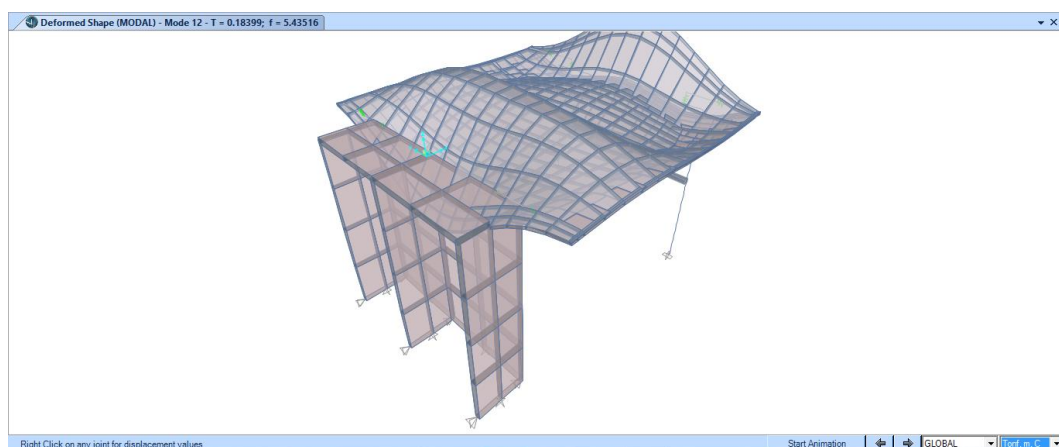 Deformed Shape (MODAL) - Mode 12 - T = 0.18399; f = 5.43516
Right Click on any joint for displacement values
Start Animation
GLOBAL
Tonf, m, C